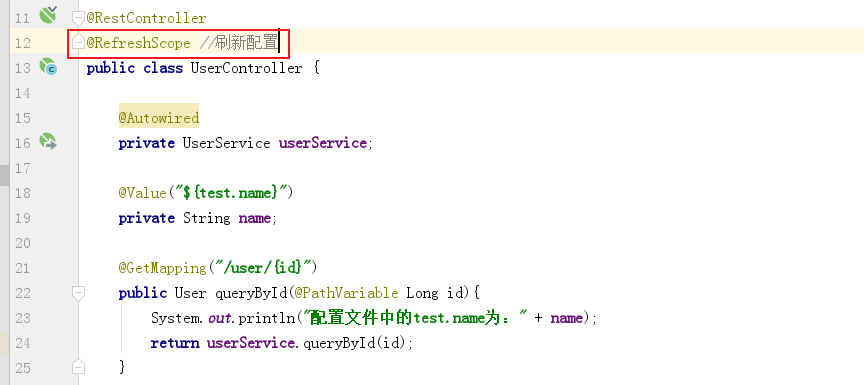 11 @RestController
12 @RefreshScope //刷新配置
13 public class UserController {
14
15 @Autowired
16 private UserService userService;
17
18 @Value("${test.name}")
19 private String name;
20
21 @GetMapping("/user/{id}")
22 public User queryById(@PathVariable Long id){
23 System.out.println("配置文件中的test.name为：" + name);
24 return userService.queryById(id);
25 }